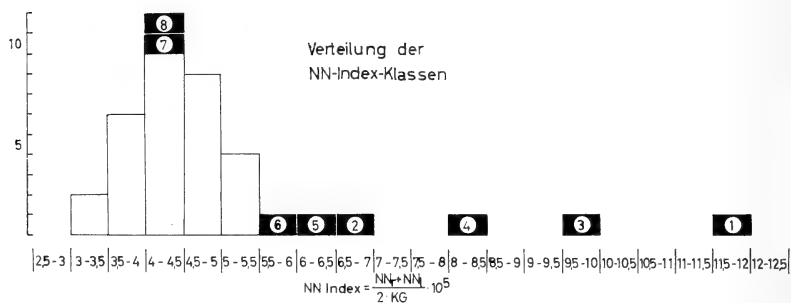 8
10
7
Verteilung der
NN-Index-Klassen
5
6 5 2 4 3 1
2,5-3 3-3,5 3,5-4 4-4,5 4,5-5 5-5,5 5,5-6 6-6,5 6,5-7 7-7,5 7,5-8 8-8,5 8,5-9 9-9,5 9,5-10 10-10,5 10,5-11 11-11,5 11,5-12 12-12,5
NN Index = NNr+NNl / 2·KG ·10⁵